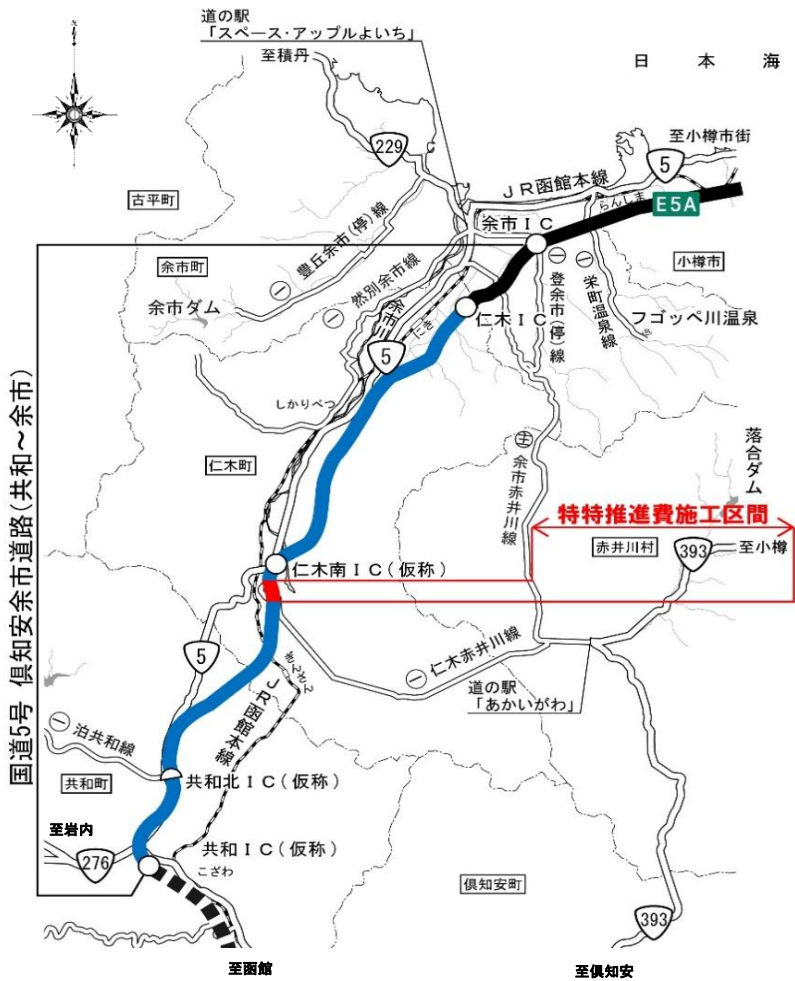 道の駅
「スペース・アップルよいち」
至積丹
日本海
229
至小樽市街
5
JR函館本線
らんしま
E5A
古平町
余市IC
豊丘余市(停)線
余市町
然別余市線
小樽市
余市ダム
余市川
にき
仁木IC
登余市(停)線
栄町温泉線
フゴッペ川温泉
5
しかりべつ
国道5号 倶知安余市道路(共和~余市)
仁木町
主
余市赤井川線
落合ダム
特特推進費施工区間
赤井川村
393
至小樽
仁木南IC(仮称)
5
ぎんざん
仁木赤井川線
JR函館本線
道の駅
「あかいがわ」
泊共和線
共和町
共和北IC(仮称)
至岩内
276
共和IC(仮称)
こざわ
倶知安町
393
至函館
至倶知安